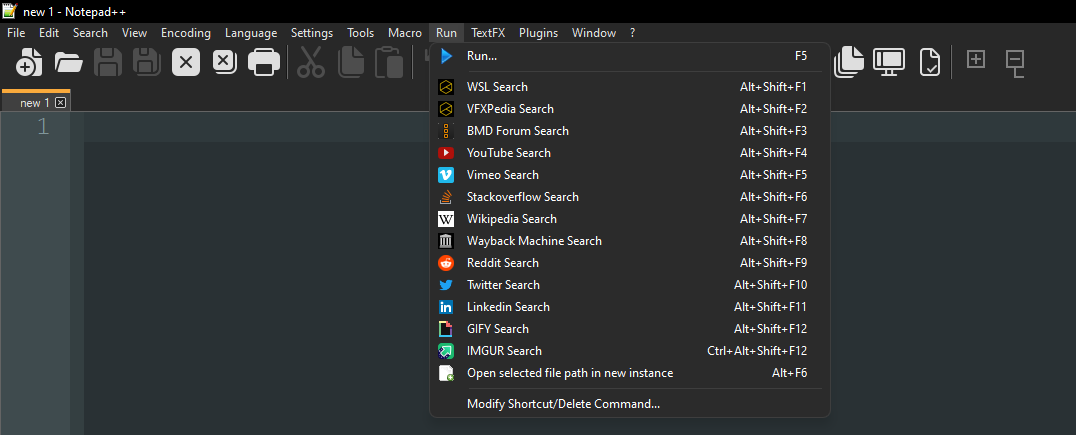 new 1 - Notepad++
File Edit Search View Encoding Language Settings Tools Macro Run TextFX Plugins Window ?
Run... F5
new 1
1
WSL Search Alt+Shift+F1
VFXPedia Search Alt+Shift+F2
BMD Forum Search Alt+Shift+F3
YouTube Search Alt+Shift+F4
Vimeo Search Alt+Shift+F5
Stackoverflow Search Alt+Shift+F6
Wikipedia Search Alt+Shift+F7
Wayback Machine Search Alt+Shift+F8
Reddit Search Alt+Shift+F9
Twitter Search Alt+Shift+F10
Linkedin Search Alt+Shift+F11
GIFY Search Alt+Shift+F12
IMGUR Search Ctrl+Alt+Shift+F12
Open selected file path in new instance Alt+F6
Modify Shortcut/Delete Command...